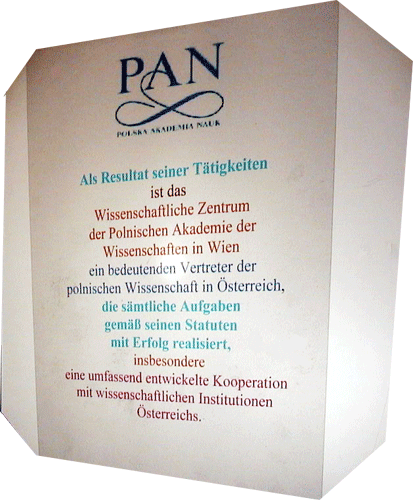 PAN
POLSKA AKADEMIA NAUK
Als Resultat seiner Tätigkeiten
ist das
Wissenschaftliche Zentrum
der Polnischen Akademie der
Wissenschaften in Wien
ein bedeutenden Vertreter der
polnischen Wissenschaft in Österreich,
die sämtliche Aufgaben
gemäß seinen Statuten
mit Erfolg realisiert,
insbesondere
eine umfassend entwickelte Kooperation
mit wissenschaftlichen Institutionen
Österreichs.